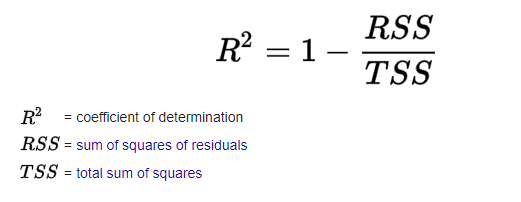 R² = 1 − RSS/TSS
R² = coefficient of determination
RSS = sum of squares of residuals
TSS = total sum of squares